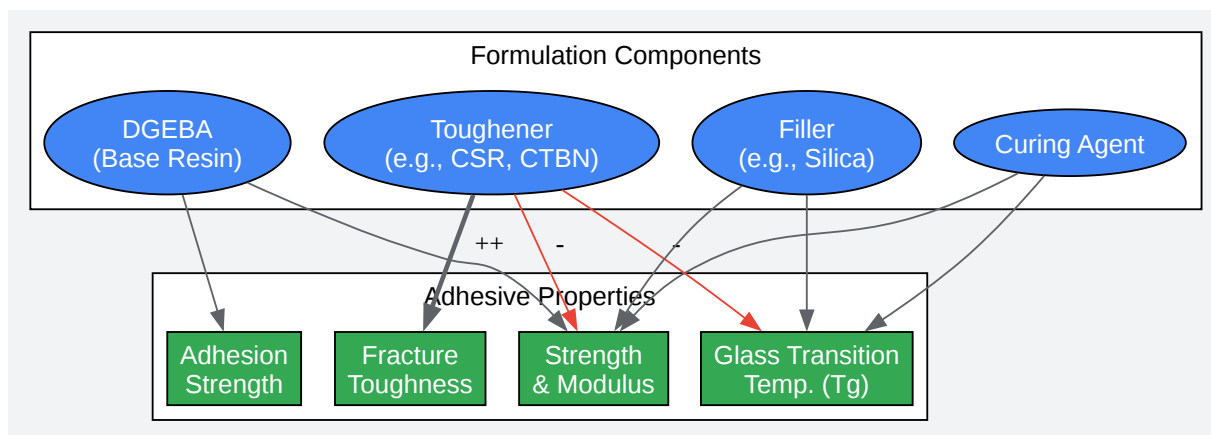 Formulation Components
DGEBA
(Base Resin)
Toughener
(e.g., CSR, CTBN)
Filler
(e.g., Silica)
Curing Agent
++
-
-
Adhesive Properties
Adhesion
Strength
Fracture
Toughness
Strength
& Modulus
Glass Transition
Temp. (Tg)